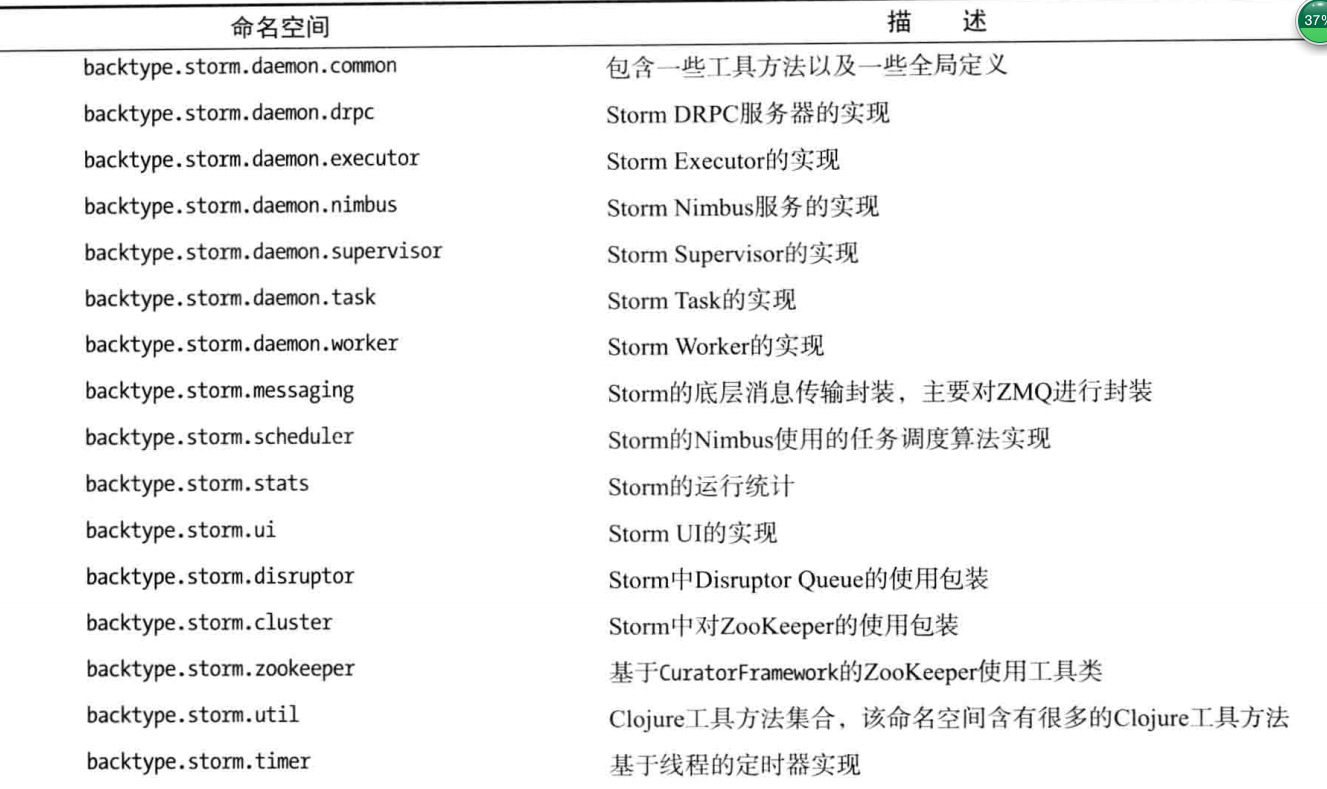 命名空间 描 述
backtype.storm.daemon.common 包含一些工具方法以及一些全局定义
backtype.storm.daemon.drpc Storm DRPC服务器的实现
backtype.storm.daemon.executor Storm Executor的实现
backtype.storm.daemon.nimbus Storm Nimbus服务的实现
backtype.storm.daemon.supervisor Storm Supervisor的实现
backtype.storm.daemon.task Storm Task的实现
backtype.storm.daemon.worker Storm Worker的实现
backtype.storm.messaging Storm的底层消息传输封装，主要对ZMQ进行封装
backtype.storm.scheduler Storm的Nimbus使用的任务调度算法实现
backtype.storm.stats Storm的运行统计
backtype.storm.ui Storm UI的实现
backtype.storm.disruptor Storm中Disruptor Queue的使用包装
backtype.storm.cluster Storm中对ZooKeeper的使用包装
backtype.storm.zookeeper 基于CuratorFramework的ZooKeeper使用工具类
backtype.storm.util Clojure工具方法集合，该命名空间含有很多的Clojure工具方法
backtype.storm.timer 基于线程的定时器实现
37%